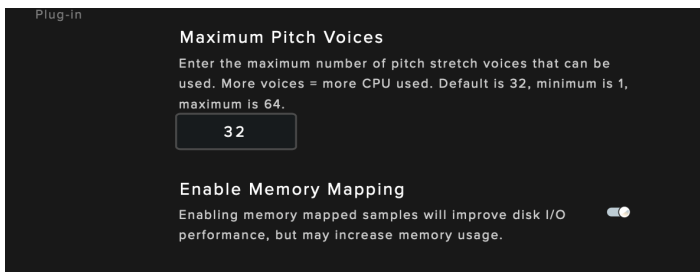 Plug-in
Maximum Pitch Voices
Enter the maximum number of pitch stretch voices that can be
used. More voices = more CPU used. Default is 32, minimum is 1,
maximum is 64.
32
Enable Memory Mapping
Enabling memory mapped samples will improve disk I/O
performance, but may increase memory usage.